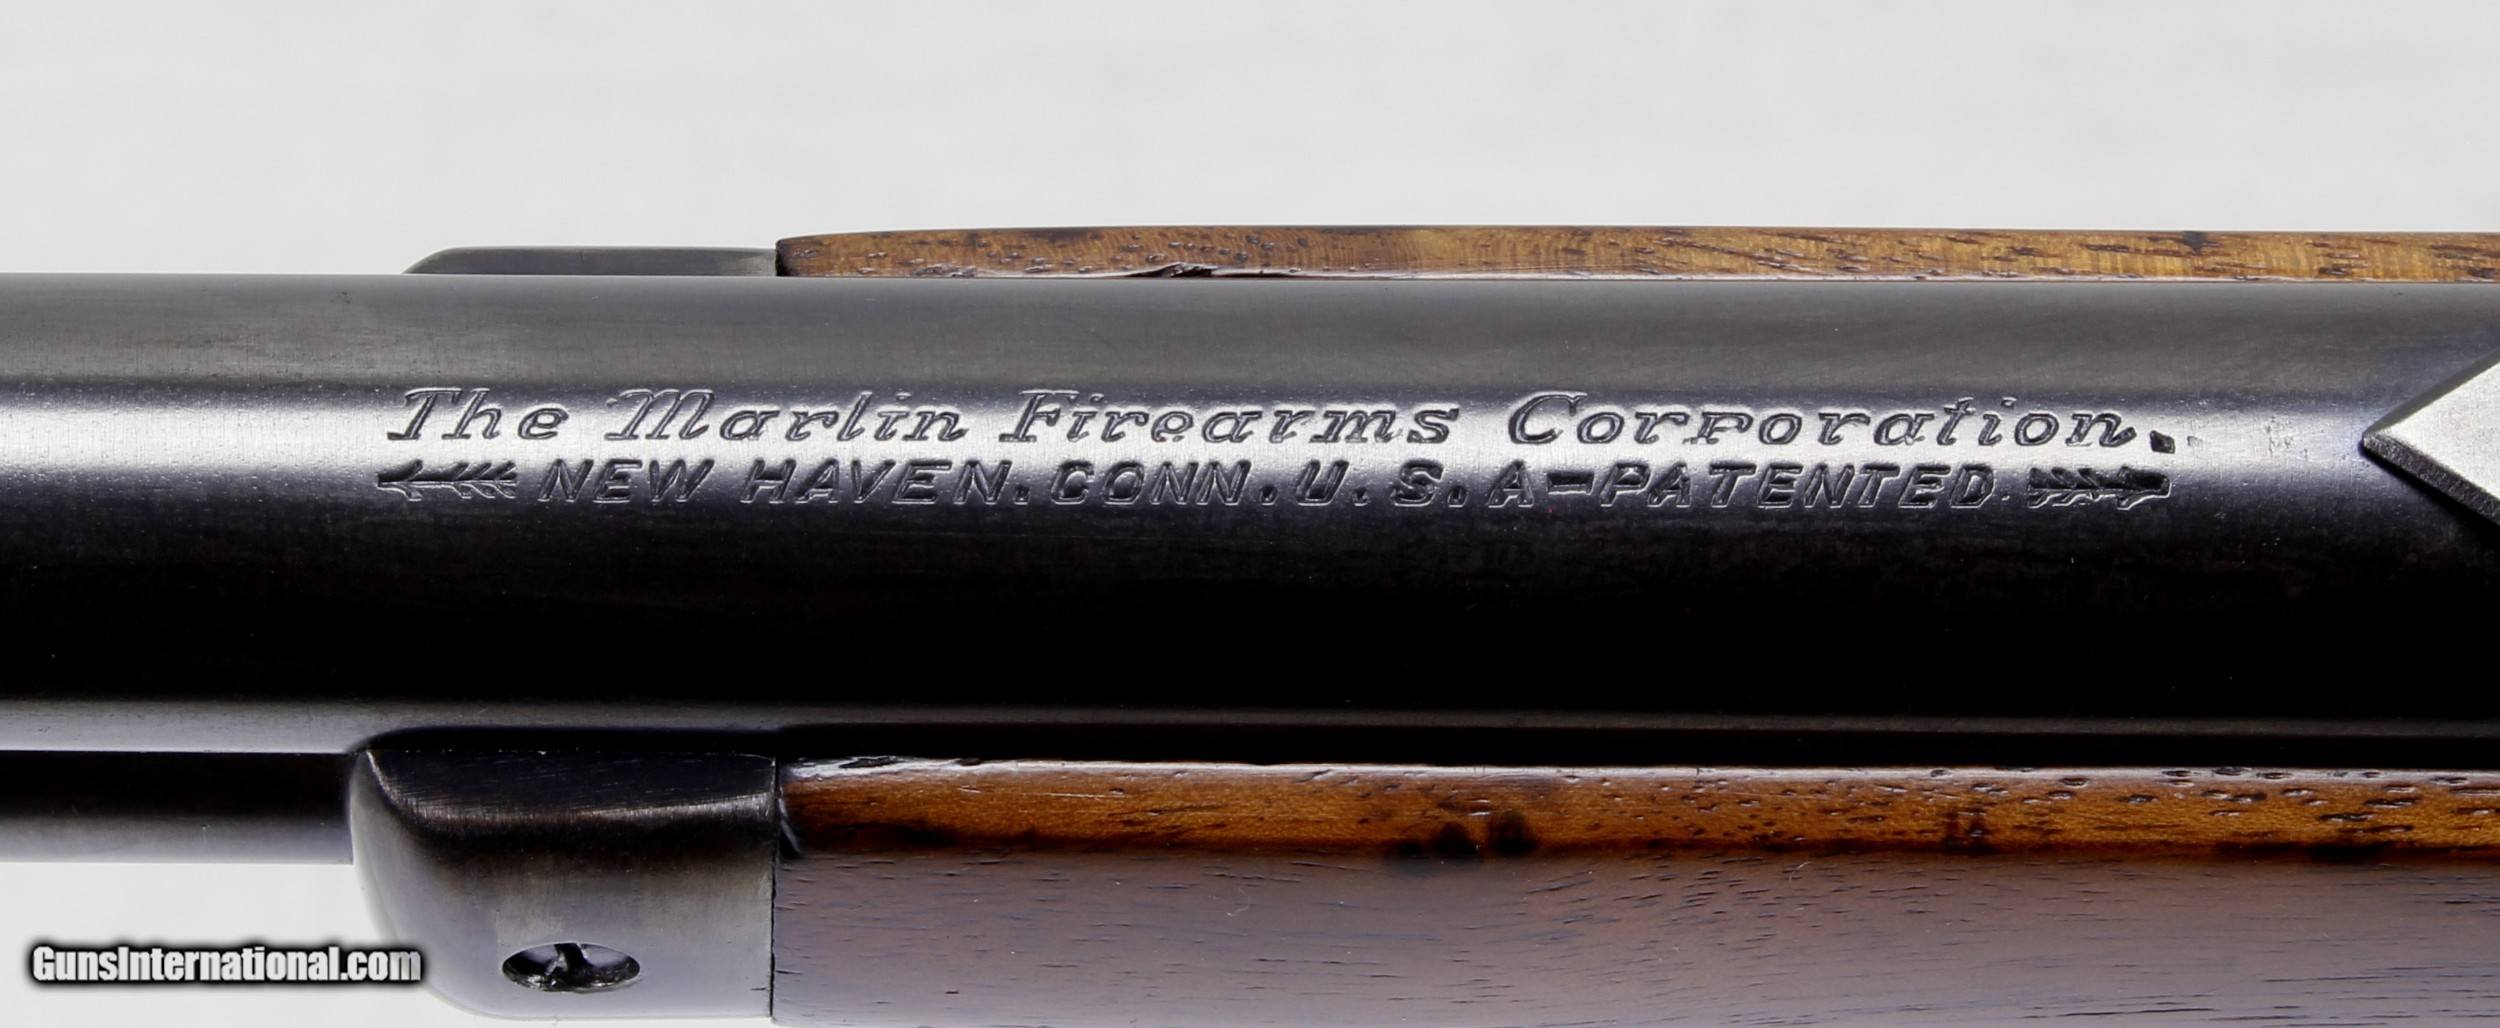 The Marlin Firearms Corporation.
NEW HAVEN.CONN.U.S.A-PATENTED.
GunsInternational.com